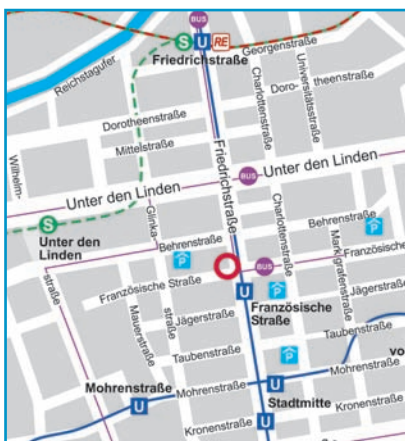 BUS
S
U
RE
Friedrichstraße
Georgenstraße
Reichstagufer
Charlottenstraße
Universitätsstraße
Doro-
theenstraße
Dorotheenstraße
Mittelstraße
Friedrichstraße
Wilhelm-
Unter den Linden
BUS
Unter den Linden
S
Unter den
Linden
Glinka-
Behrenstraße
Charlottenstraße
Behrenstraße
P
Markgrafenstraße
P
BUS
Französische
straße
Französische Straße
U
P
Französische
Straße
Jägerstraße
Mauerstraße
straße
Jägerstraße
Taubenstraße
Taubenstraße
P
vo
Mohrenstraße
U
Mohrenstraße
U
Mohrenstraße
Stadtmitte
Kronenstraße
U
Kronenstraße